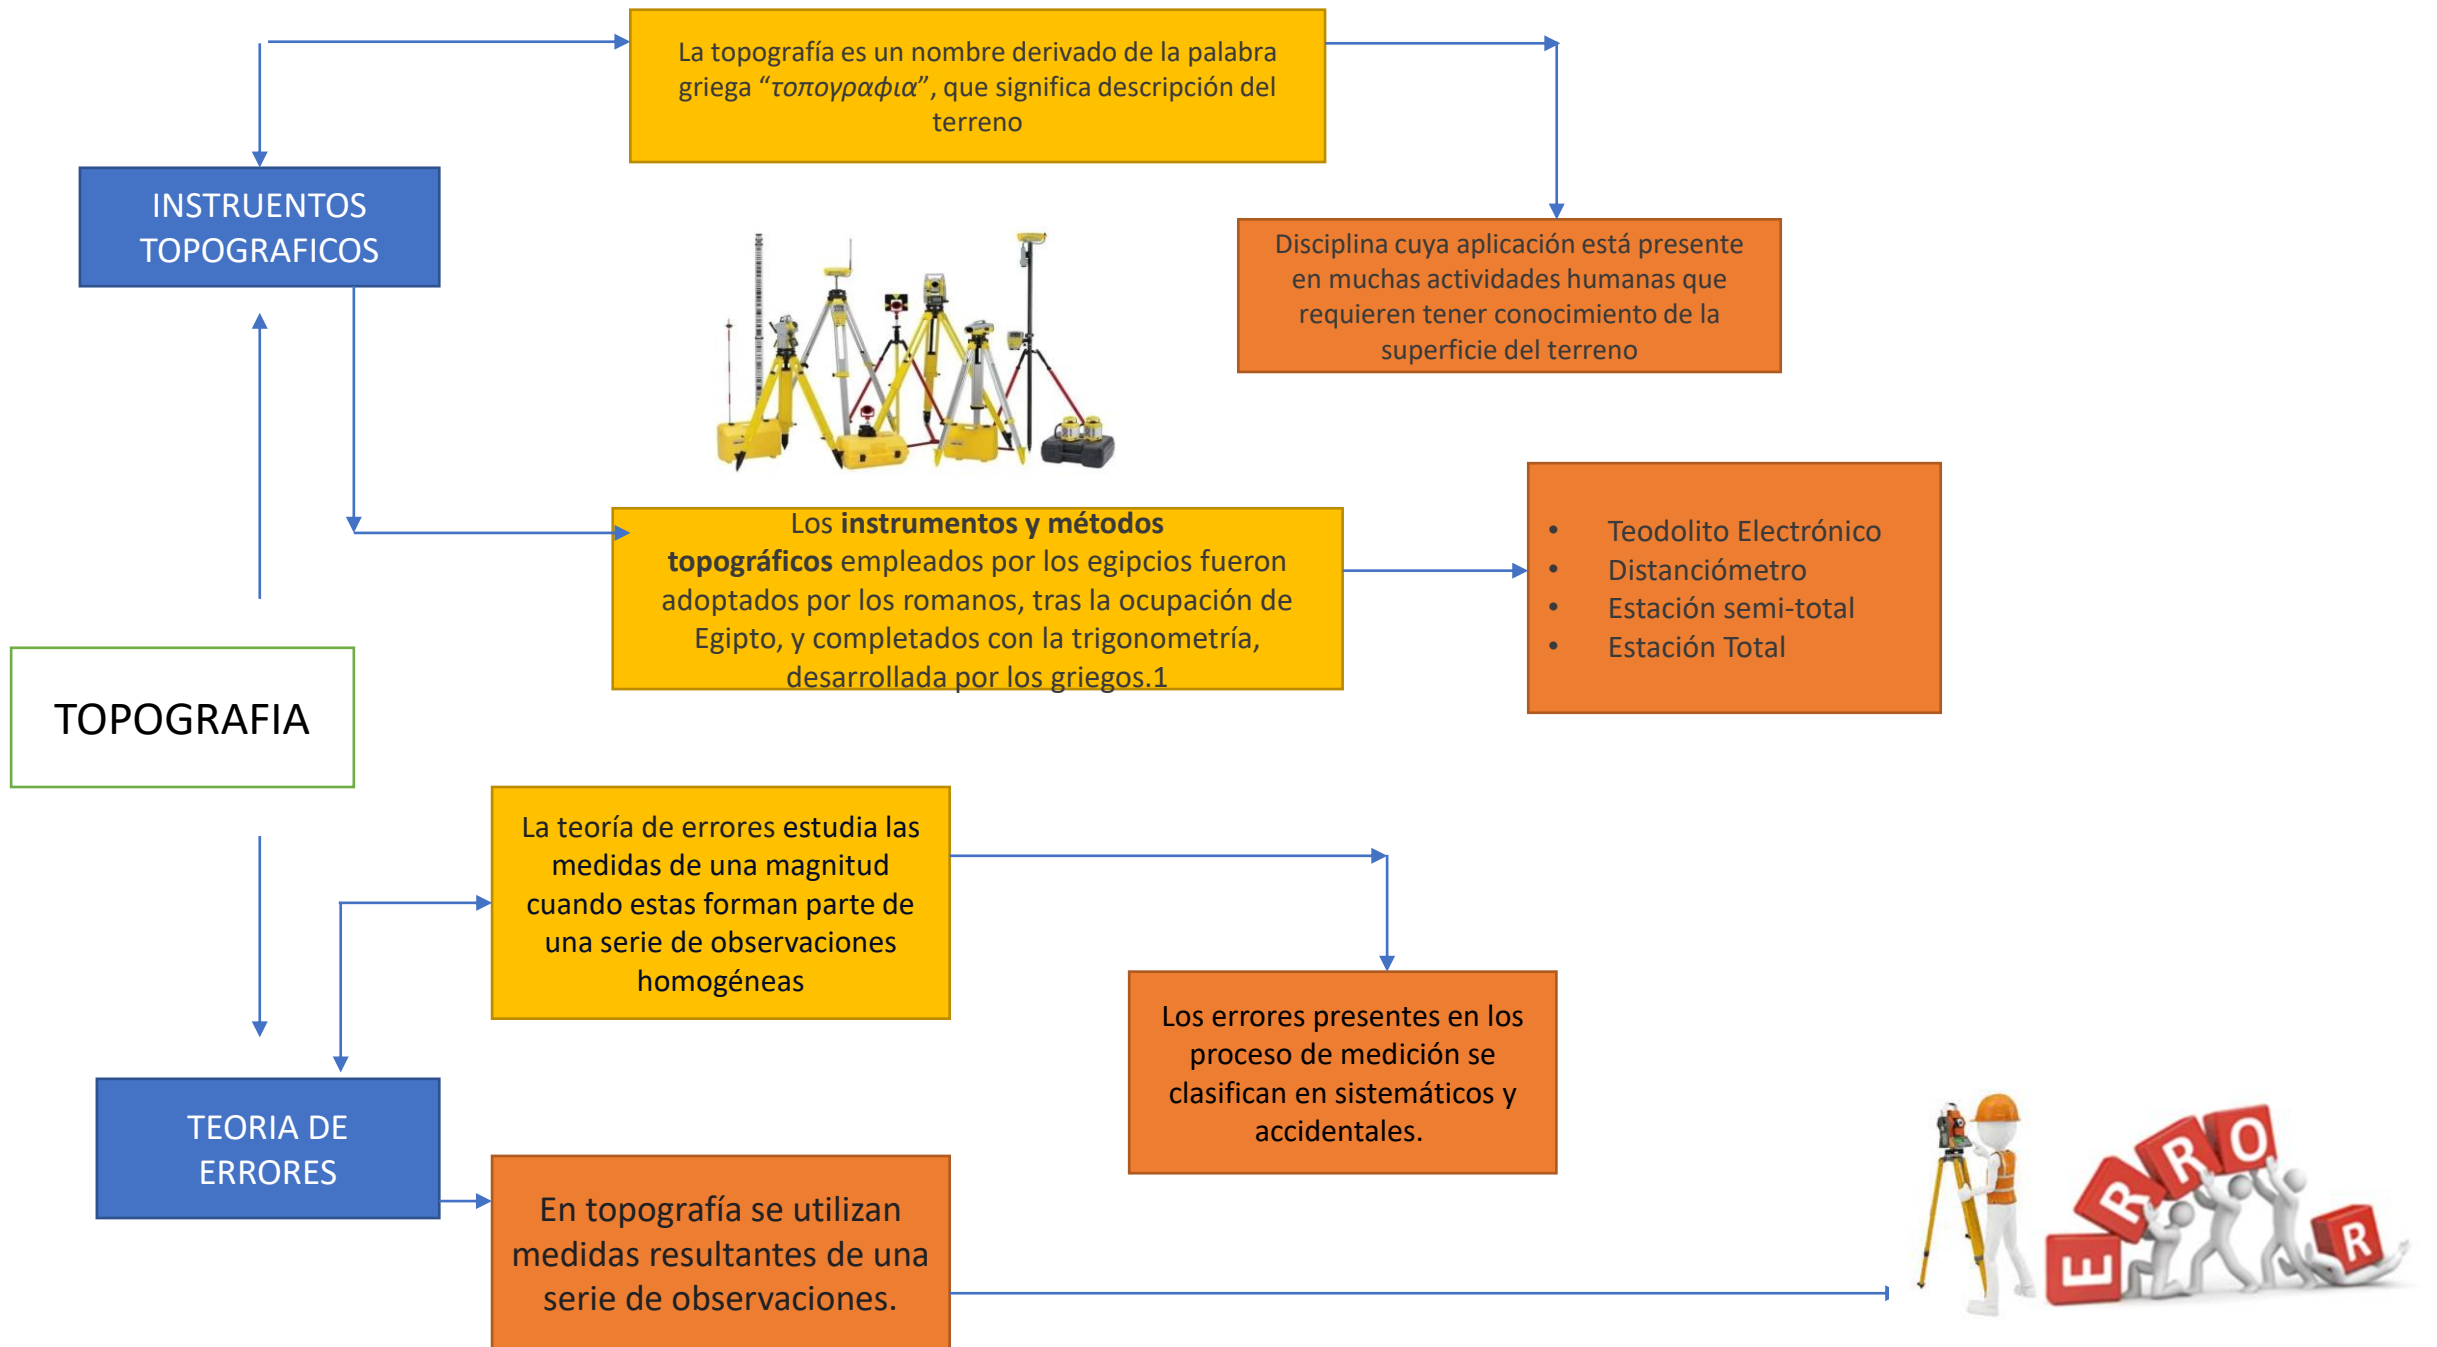 La topografía es un nombre derivado de la palabra
griega “τοπογραφια”, que significa descripción del
terreno
INSTRUENTOS
TOPOGRAFICOS
Disciplina cuya aplicación está presente
en muchas actividades humanas que
requieren tener conocimiento de la
superficie del terreno
Los instrumentos y métodos
topográficos empleados por los egipcios fueron
adoptados por los romanos, tras la ocupación de
Egipto, y completados con la trigonometría,
desarrollada por los griegos.1
• Teodolito Electrónico
• Distanciómetro
• Estación semi-total
• Estación Total
TOPOGRAFIA
La teoría de errores estudia las
medidas de una magnitud
cuando estas forman parte de
una serie de observaciones
homogéneas
Los errores presentes en los
proceso de medición se
clasifican en sistemáticos y
accidentales.
TEORIA DE
ERRORES
En topografía se utilizan
medidas resultantes de una
serie de observaciones.
ERROR